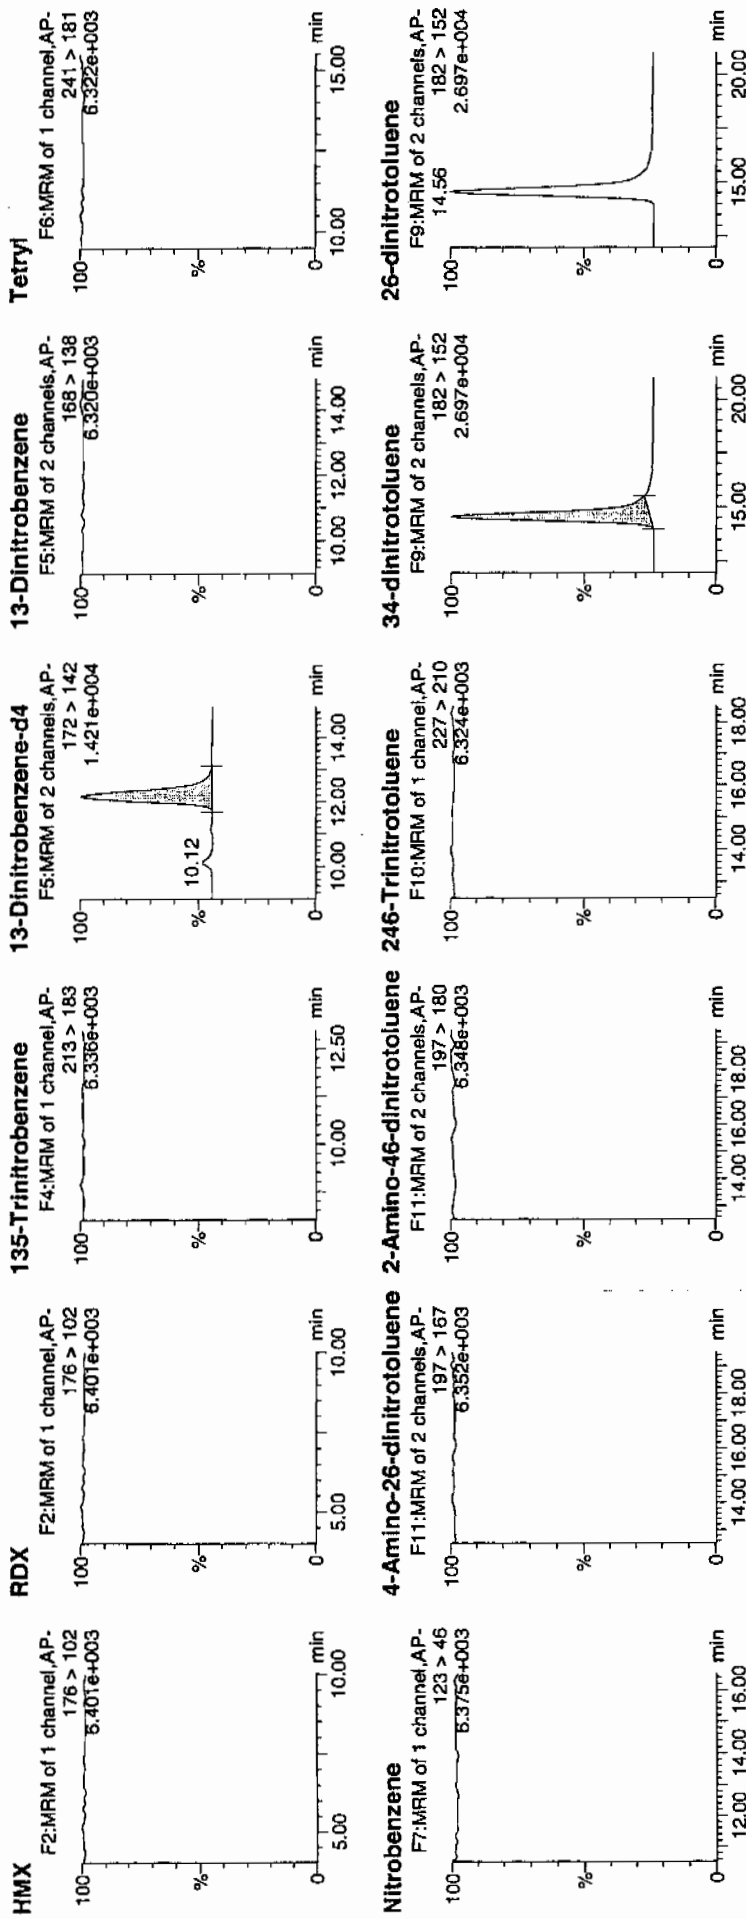 HMX
F2:MRM of 1 channel,AP-
176 > 102
6.401e+003
100
%
0
5.00
10.00
min
RDX
F2:MRM of 1 channel,AP-
176 > 102
6.401e+003
100
%
0
5.00
10.00
min
135-Trinitrobenzene
F4:MRM of 1 channel,AP-
213 > 183
6.336e+003
100
%
0
10.00
12.50
min
13-Dinitrobenzene-d4
F5:MRM of 2 channels,AP-
172 > 142
1.421e+004
100
%
10.12
0
10.00
12.00
14.00
min
13-Dinitrobenzene
F5:MRM of 2 channels,AP-
168 > 138
6.320e+003
100
%
0
10.00
12.00
14.00
min
Tetryl
F6:MRM of 1 channel,AP-
241 > 181
6.322e+003
100
%
0
10.00
15.00
min
Nitrobenzene
F7:MRM of 1 channel,AP-
123 > 46
6.375e+003
100
%
0
12.00
14.00
16.00
min
4-Amino-26-dinitrotoluene
F11:MRM of 2 channels,AP-
197 > 167
6.352e+003
100
%
0
14.00
16.00
18.00
min
2-Amino-46-dinitrotoluene
F11:MRM of 2 channels,AP-
197 > 180
6.348e+003
100
%
0
14.00
16.00
18.00
min
246-Trinitrotoluene
F10:MRM of 1 channel,AP-
227 > 210
6.324e+003
100
%
0
14.00
16.00
18.00
min
34-dinitrotoluene
F9:MRM of 2 channels,AP-
182 > 152
2.697e+004
100
%
0
15.00
20.00
min
26-dinitrotoluene
F9:MRM of 2 channels,AP-
14.56
182 > 152
2.697e+004
100
%
0
15.00
20.00
min